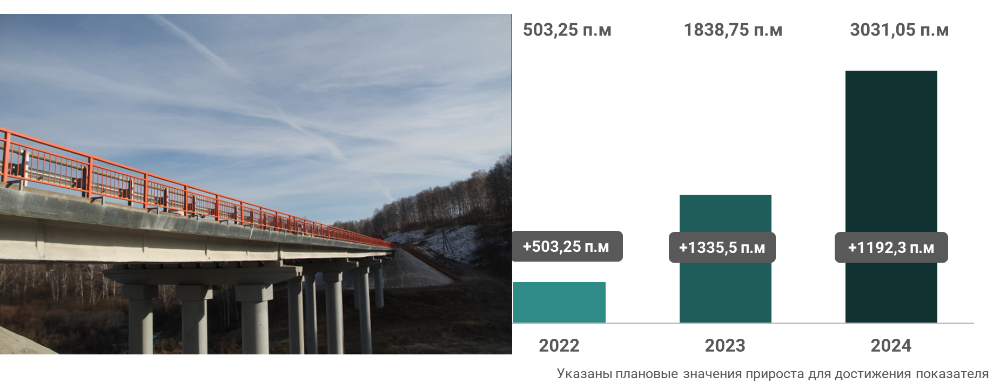 503,25 п.м
1838,75 п.м
3031,05 п.м
+503,25 п.м
+1335,5 п.м
+1192,3 п.м
2022
2023
2024
Указаны плановые значения прироста для достижения показателя